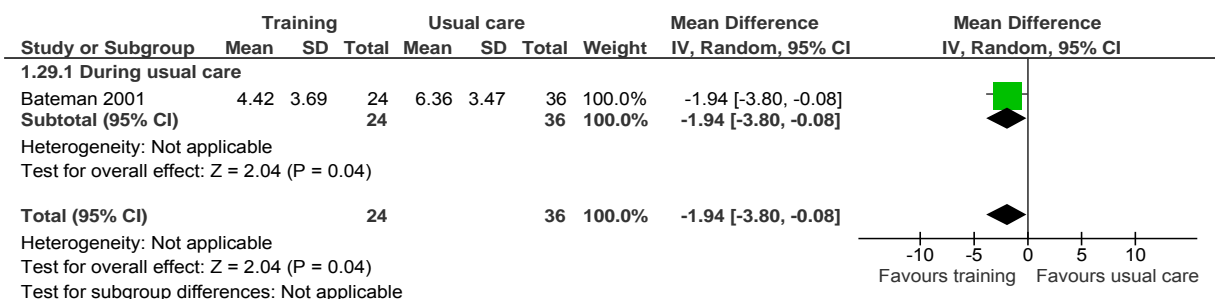 Training Usual care Mean Difference Mean Difference
Study or Subgroup Mean SD Total Mean SD Total Weight IV, Random, 95% CI IV, Random, 95% CI
1.29.1 During usual care
Bateman 2001 4.42 3.69 24 6.36 3.47 36 100.0% -1.94 [-3.80, -0.08]
Subtotal (95% CI) 24 36 100.0% -1.94 [-3.80, -0.08]
Heterogeneity: Not applicable
Test for overall effect: Z = 2.04 (P = 0.04)
Total (95% CI) 24 36 100.0% -1.94 [-3.80, -0.08]
Heterogeneity: Not applicable
Test for overall effect: Z = 2.04 (P = 0.04)
Test for subgroup differences: Not applicable
-10 -5 0 5 10
Favours training Favours usual care